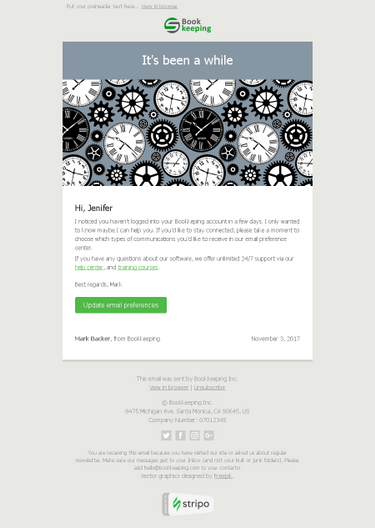 Put your preheader text here... View in browser
Book
keeping
It's been a while
Hi, Jenifer
I noticed you haven't logged into your Bookkeeping account in a few days. I only wanted
to know maybe I can help you. If you'd like to stay connected, please take a moment to
choose which types of communications you'd like to receive in our email preference
center.
If you have any questions about our software, we offer unlimited 24/7 support via our
help center, and training courses.
Best regards, Mark
Update email preferences
Mark Backer, from Bookkeeping
November 3, 2017
This email was sent by Bookkeeping Inc.
View in browser | Unsubscribe
© Bookkeeping Inc.
8475 Michigan Ave. Santa Monica, CA 90645, US
Company Number: 07012345
You are receiving this email because you have visited our site or asked us about regular
newsletter. Make sure our messages get to your Inbox (and not your bulk or junk folders). Please
add hello@bookkeeping.com to your contacts!
Vector graphics designed by Freepik.
stripo